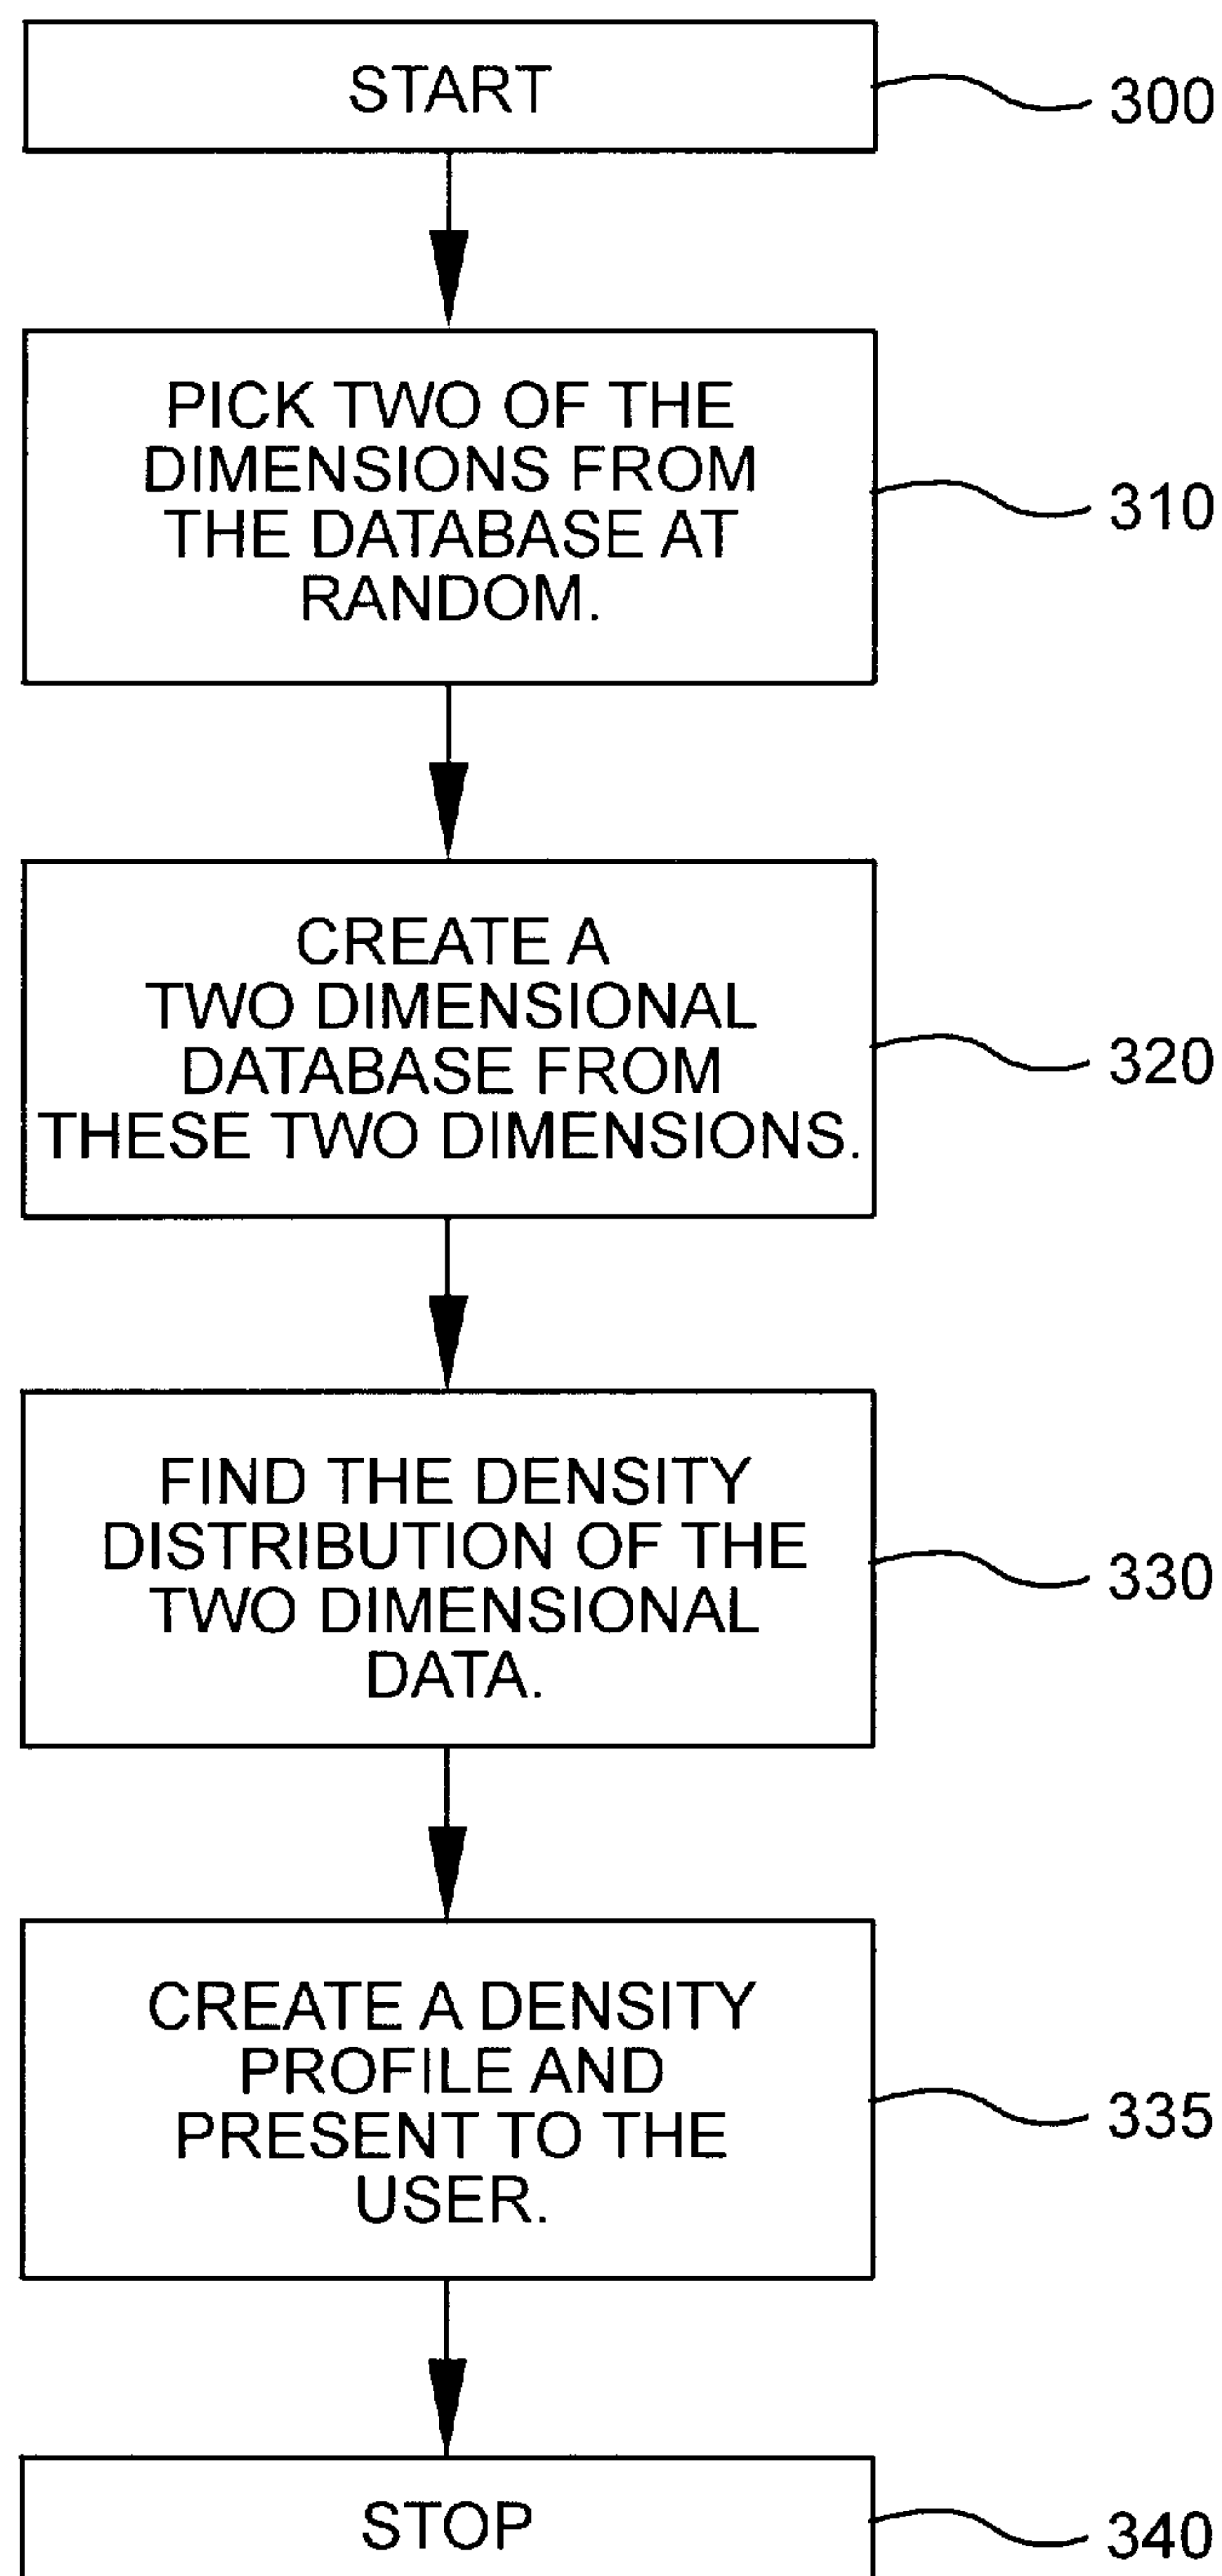 START
300
PICK TWO OF THE
DIMENSIONS FROM
THE DATABASE AT
RANDOM.
310
CREATE A
TWO DIMENSIONAL
DATABASE FROM
THESE TWO DIMENSIONS.
320
FIND THE DENSITY
DISTRIBUTION OF THE
TWO DIMENSIONAL
DATA.
330
CREATE A DENSITY
PROFILE AND
PRESENT TO THE
USER.
335
STOP
340